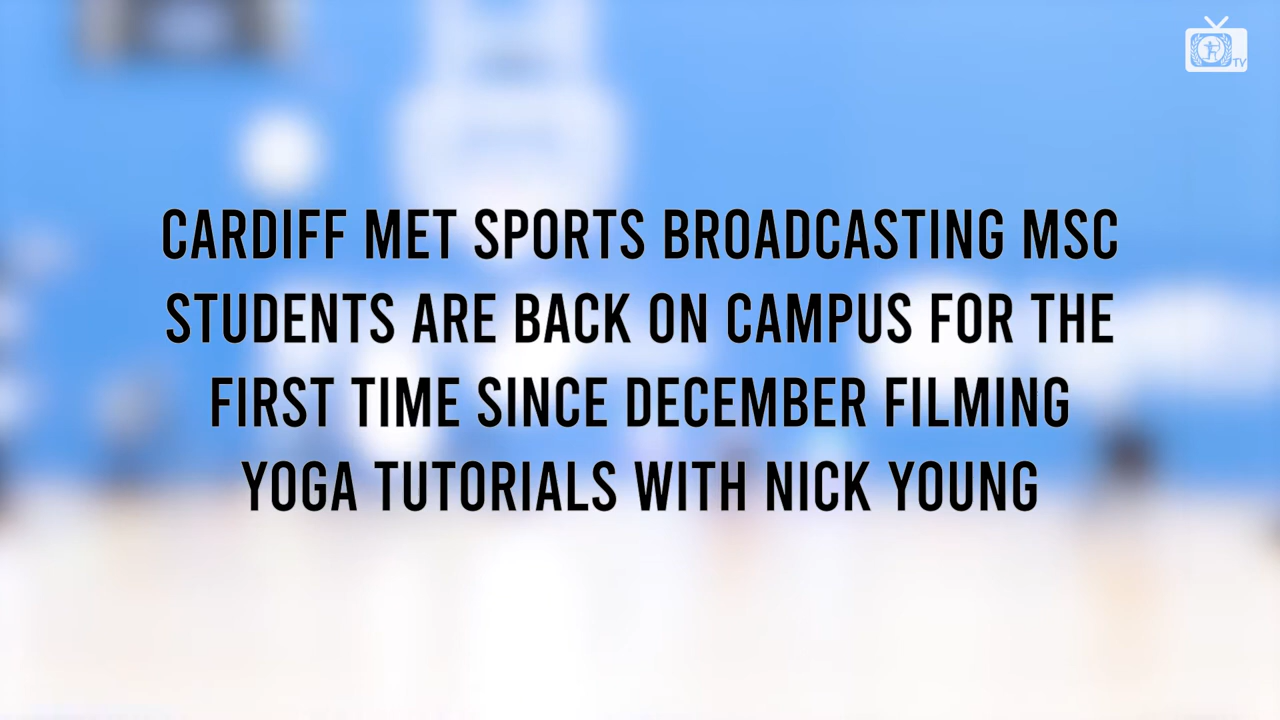 TV
CARDIFF MET SPORTS BROADCASTING MSC
STUDENTS ARE BACK ON CAMPUS FOR THE
FIRST TIME SINCE DECEMBER FILMING
YOGA TUTORIALS WITH NICK YOUNG